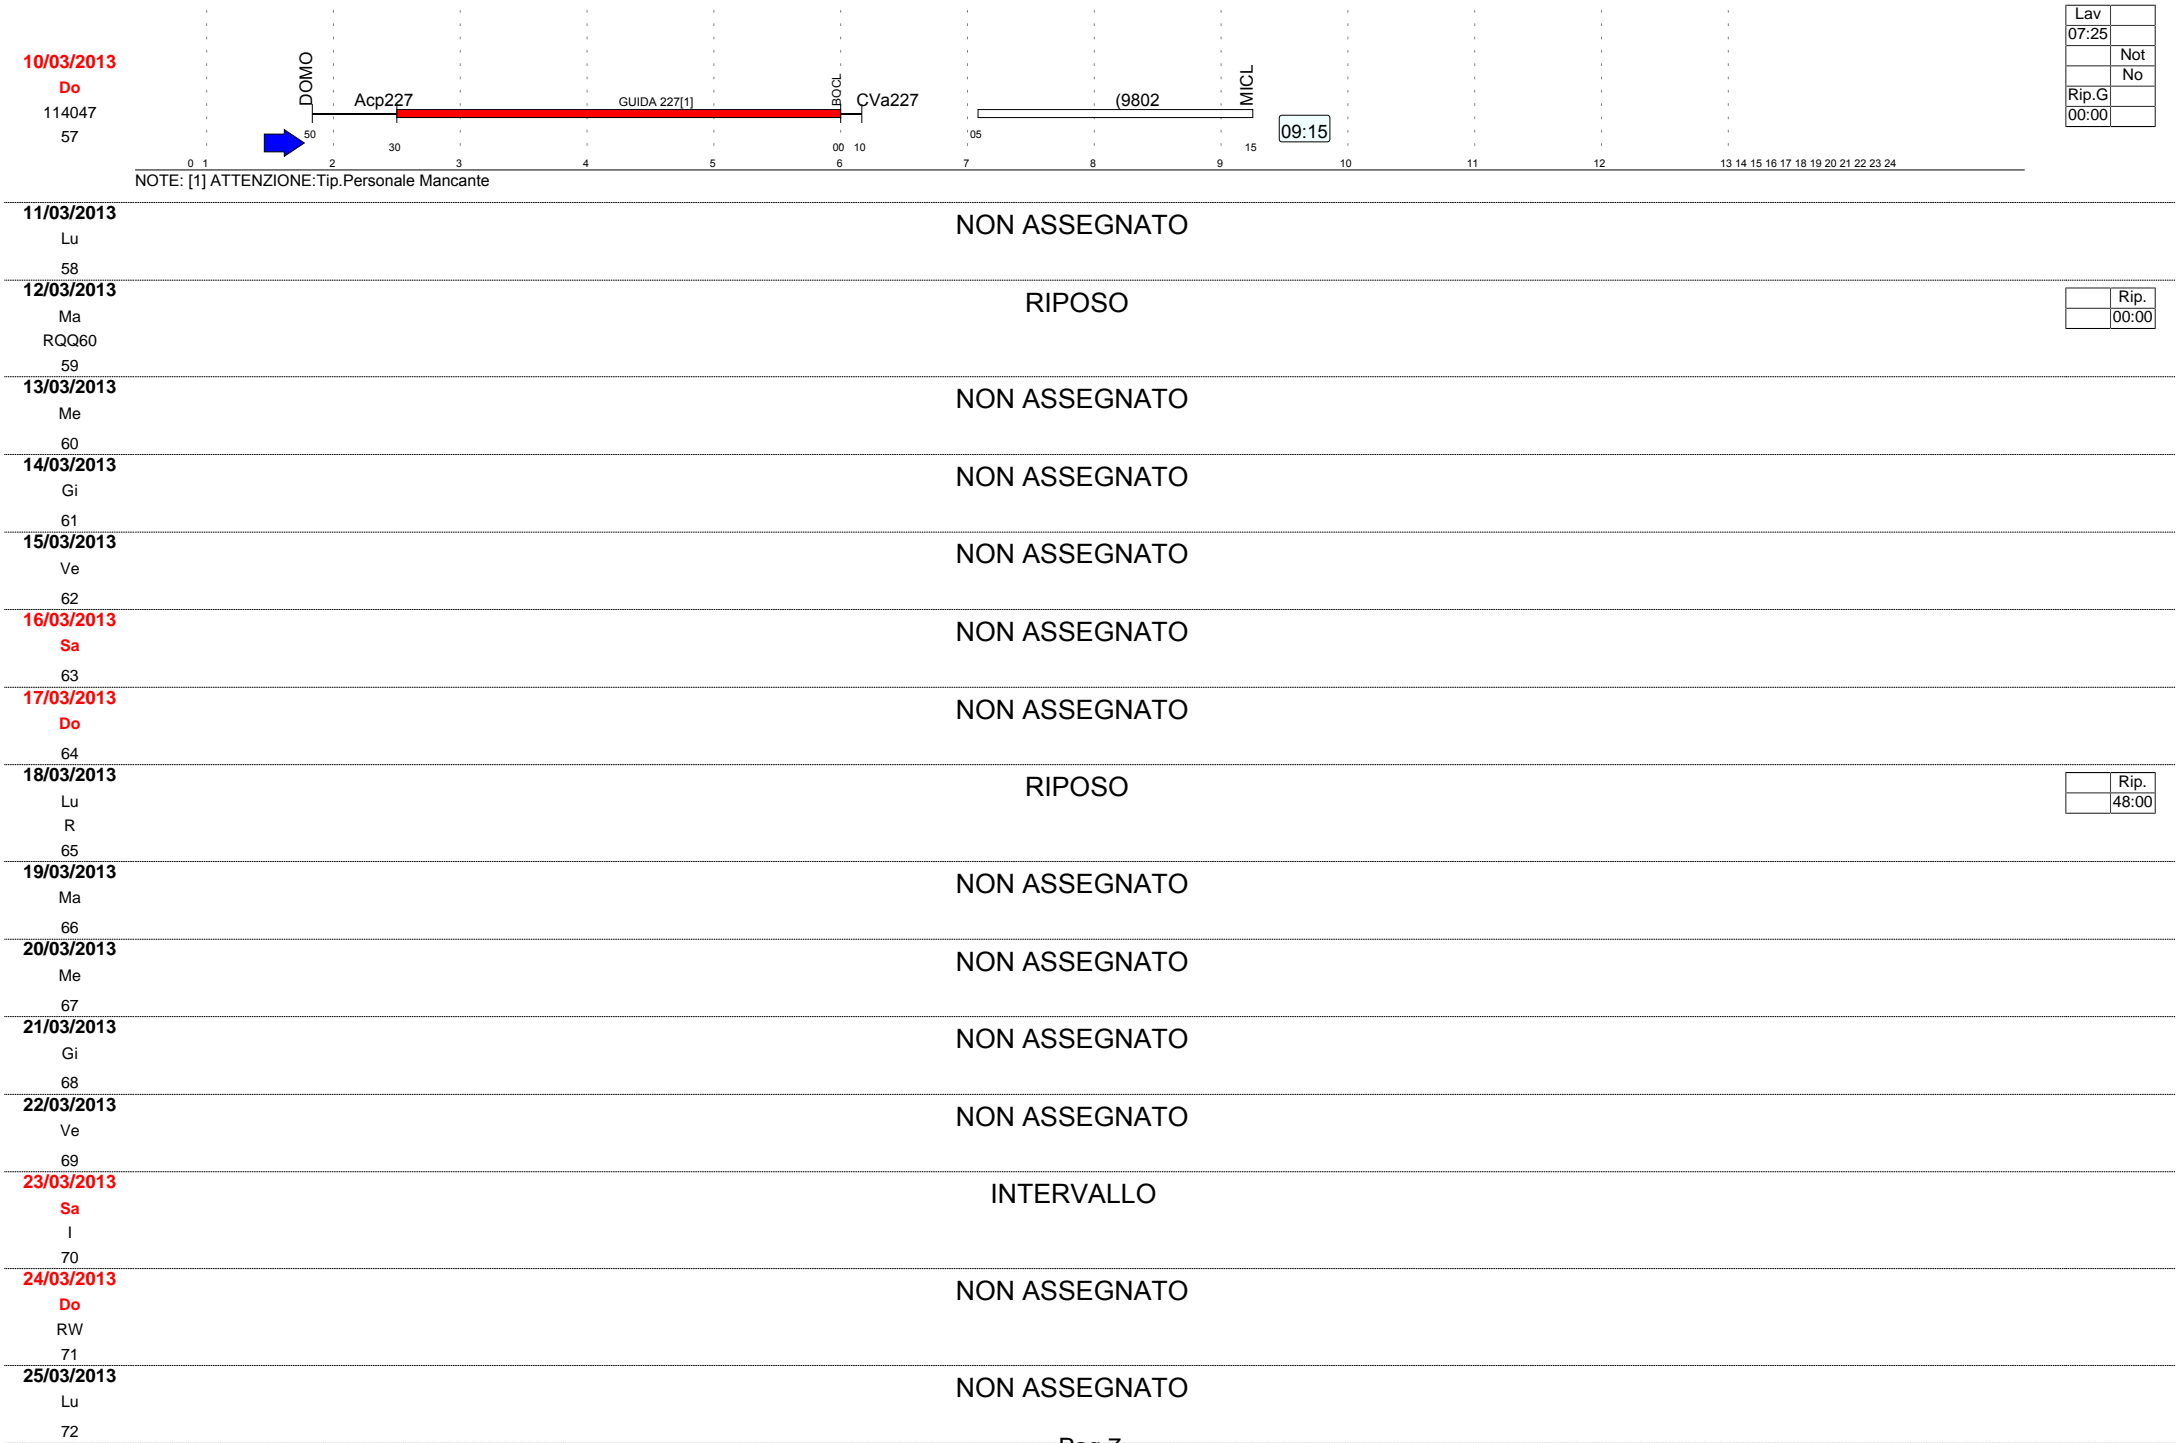 10/03/2013
Do
114047
57
DOMO
Acp227
GUIDA 227[1]
BOCL
CVa227
(9802
MICL
50
30
00 10
05
15
09:15
0 1 2 3 4 5 6 7 8 9 10 11 12 13 14 15 16 17 18 19 20 21 22 23 24
NOTE: [1] ATTENZIONE:Tip.Personale Mancante
Lav
07:25
Not
No
Rip.G
00:00
11/03/2013
Lu
58
NON ASSEGNATO
12/03/2013
Ma
RQQ60
59
RIPOSO
Rip.
00:00
13/03/2013
Me
60
NON ASSEGNATO
14/03/2013
Gi
61
NON ASSEGNATO
15/03/2013
Ve
62
NON ASSEGNATO
16/03/2013
Sa
63
NON ASSEGNATO
17/03/2013
Do
64
NON ASSEGNATO
18/03/2013
Lu
R
65
RIPOSO
Rip.
48:00
19/03/2013
Ma
66
NON ASSEGNATO
20/03/2013
Me
67
NON ASSEGNATO
21/03/2013
Gi
68
NON ASSEGNATO
22/03/2013
Ve
69
NON ASSEGNATO
23/03/2013
Sa
I
70
INTERVALLO
24/03/2013
Do
RW
71
NON ASSEGNATO
25/03/2013
Lu
72
NON ASSEGNATO